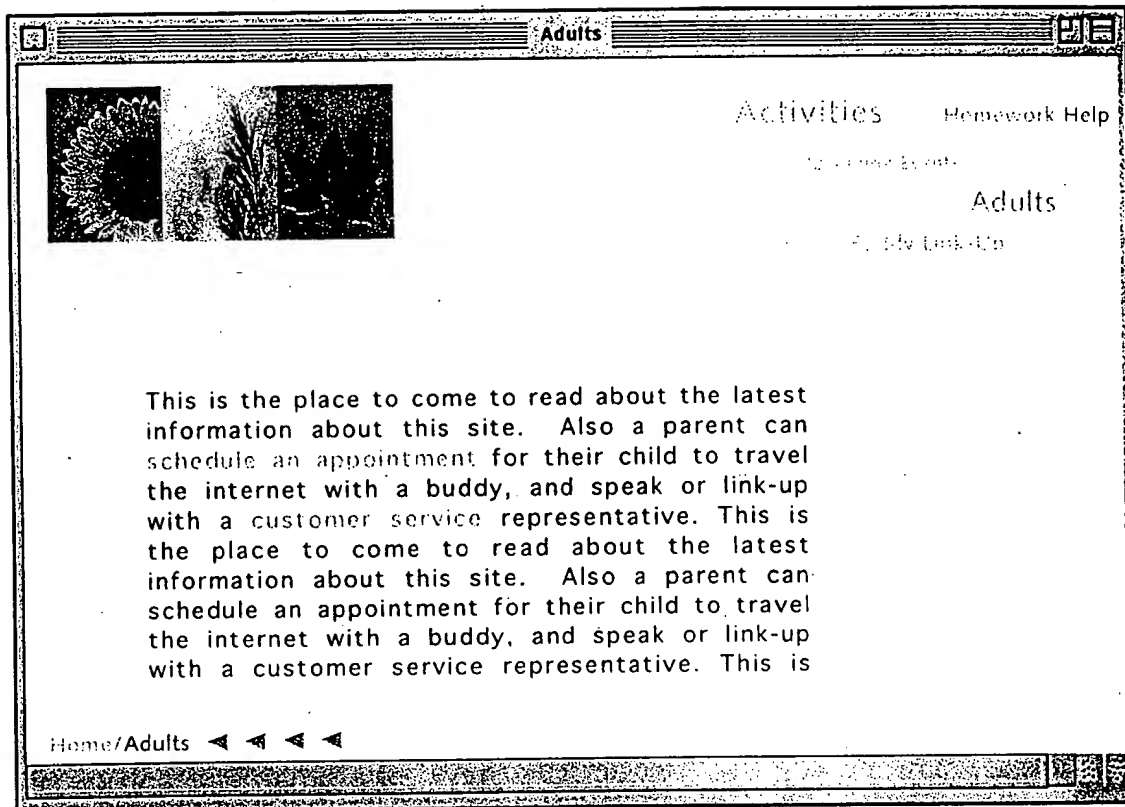 Adults
Activities Homework Help
Adults
My Link-Up
This is the place to come to read about the latest
information about this site. Also a parent can
schedule an appointment for their child to travel
the internet with a buddy, and speak or link-up
with a customer service representative. This is
the place to come to read about the latest
information about this site. Also a parent can
schedule an appointment for their child to travel
the internet with a buddy, and speak or link-up
with a customer service representative. This is
Home/Adults